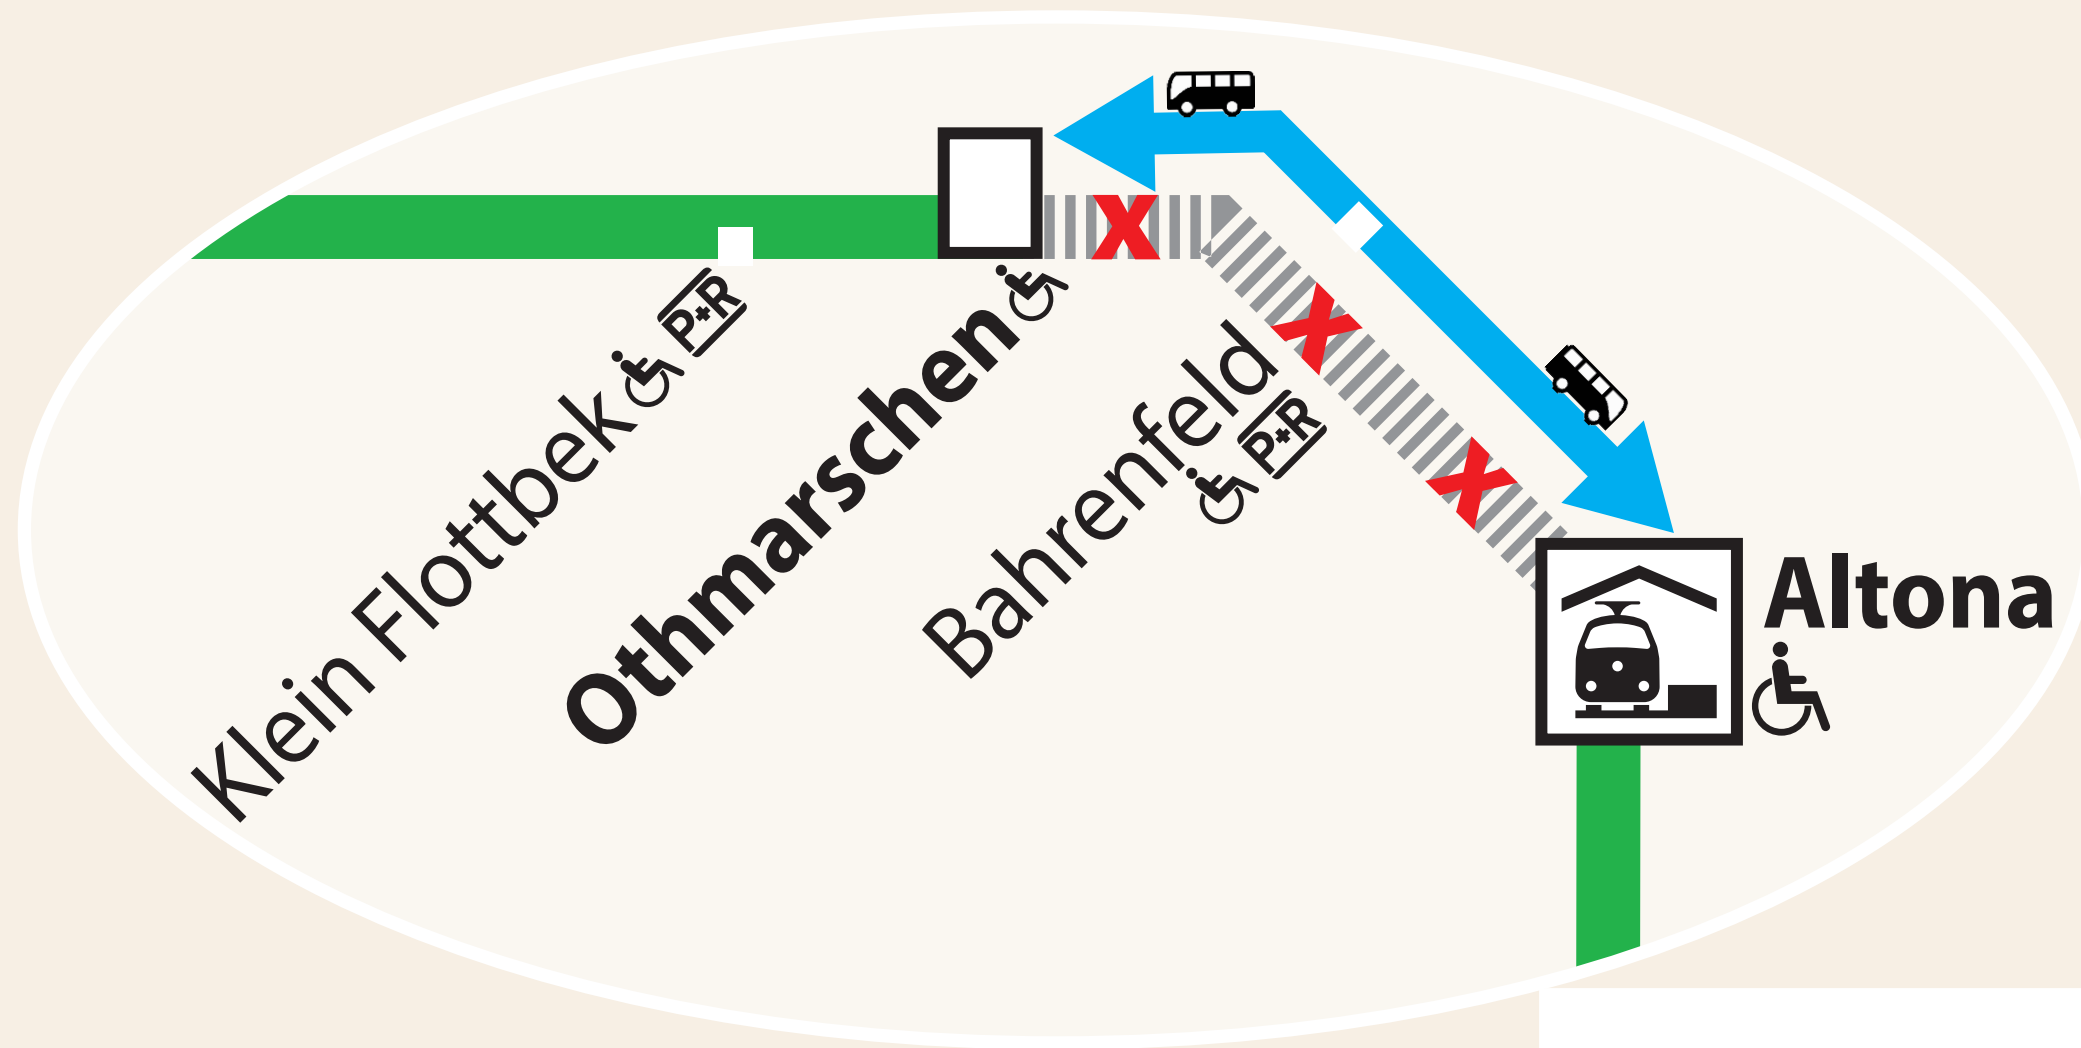 Klein Flottbek P+R
Othmarschen
Bahrenfeld P+R
Altona
X
X
X